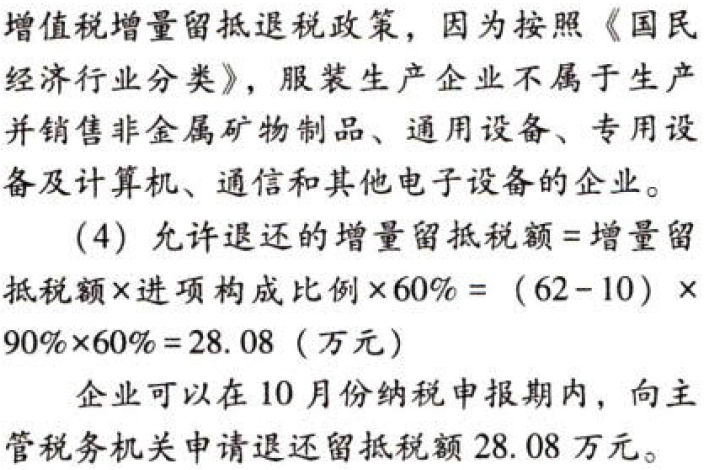 增值税增量留抵退税政策，因为按照《国民
经济行业分类》，服装生产企业不属于生产
并销售非金属矿物制品、通用设备、专用设
备及计算机、通信和其他电子设备的企业。
（4）允许退还的增量留抵税额=增量留
抵税额×进项构成比例×60%=（62-10）×
90%×60%=28.08（万元）
企业可以在10月份纳税申报期内，向主
管税务机关申请退还留抵税额28.08万元。